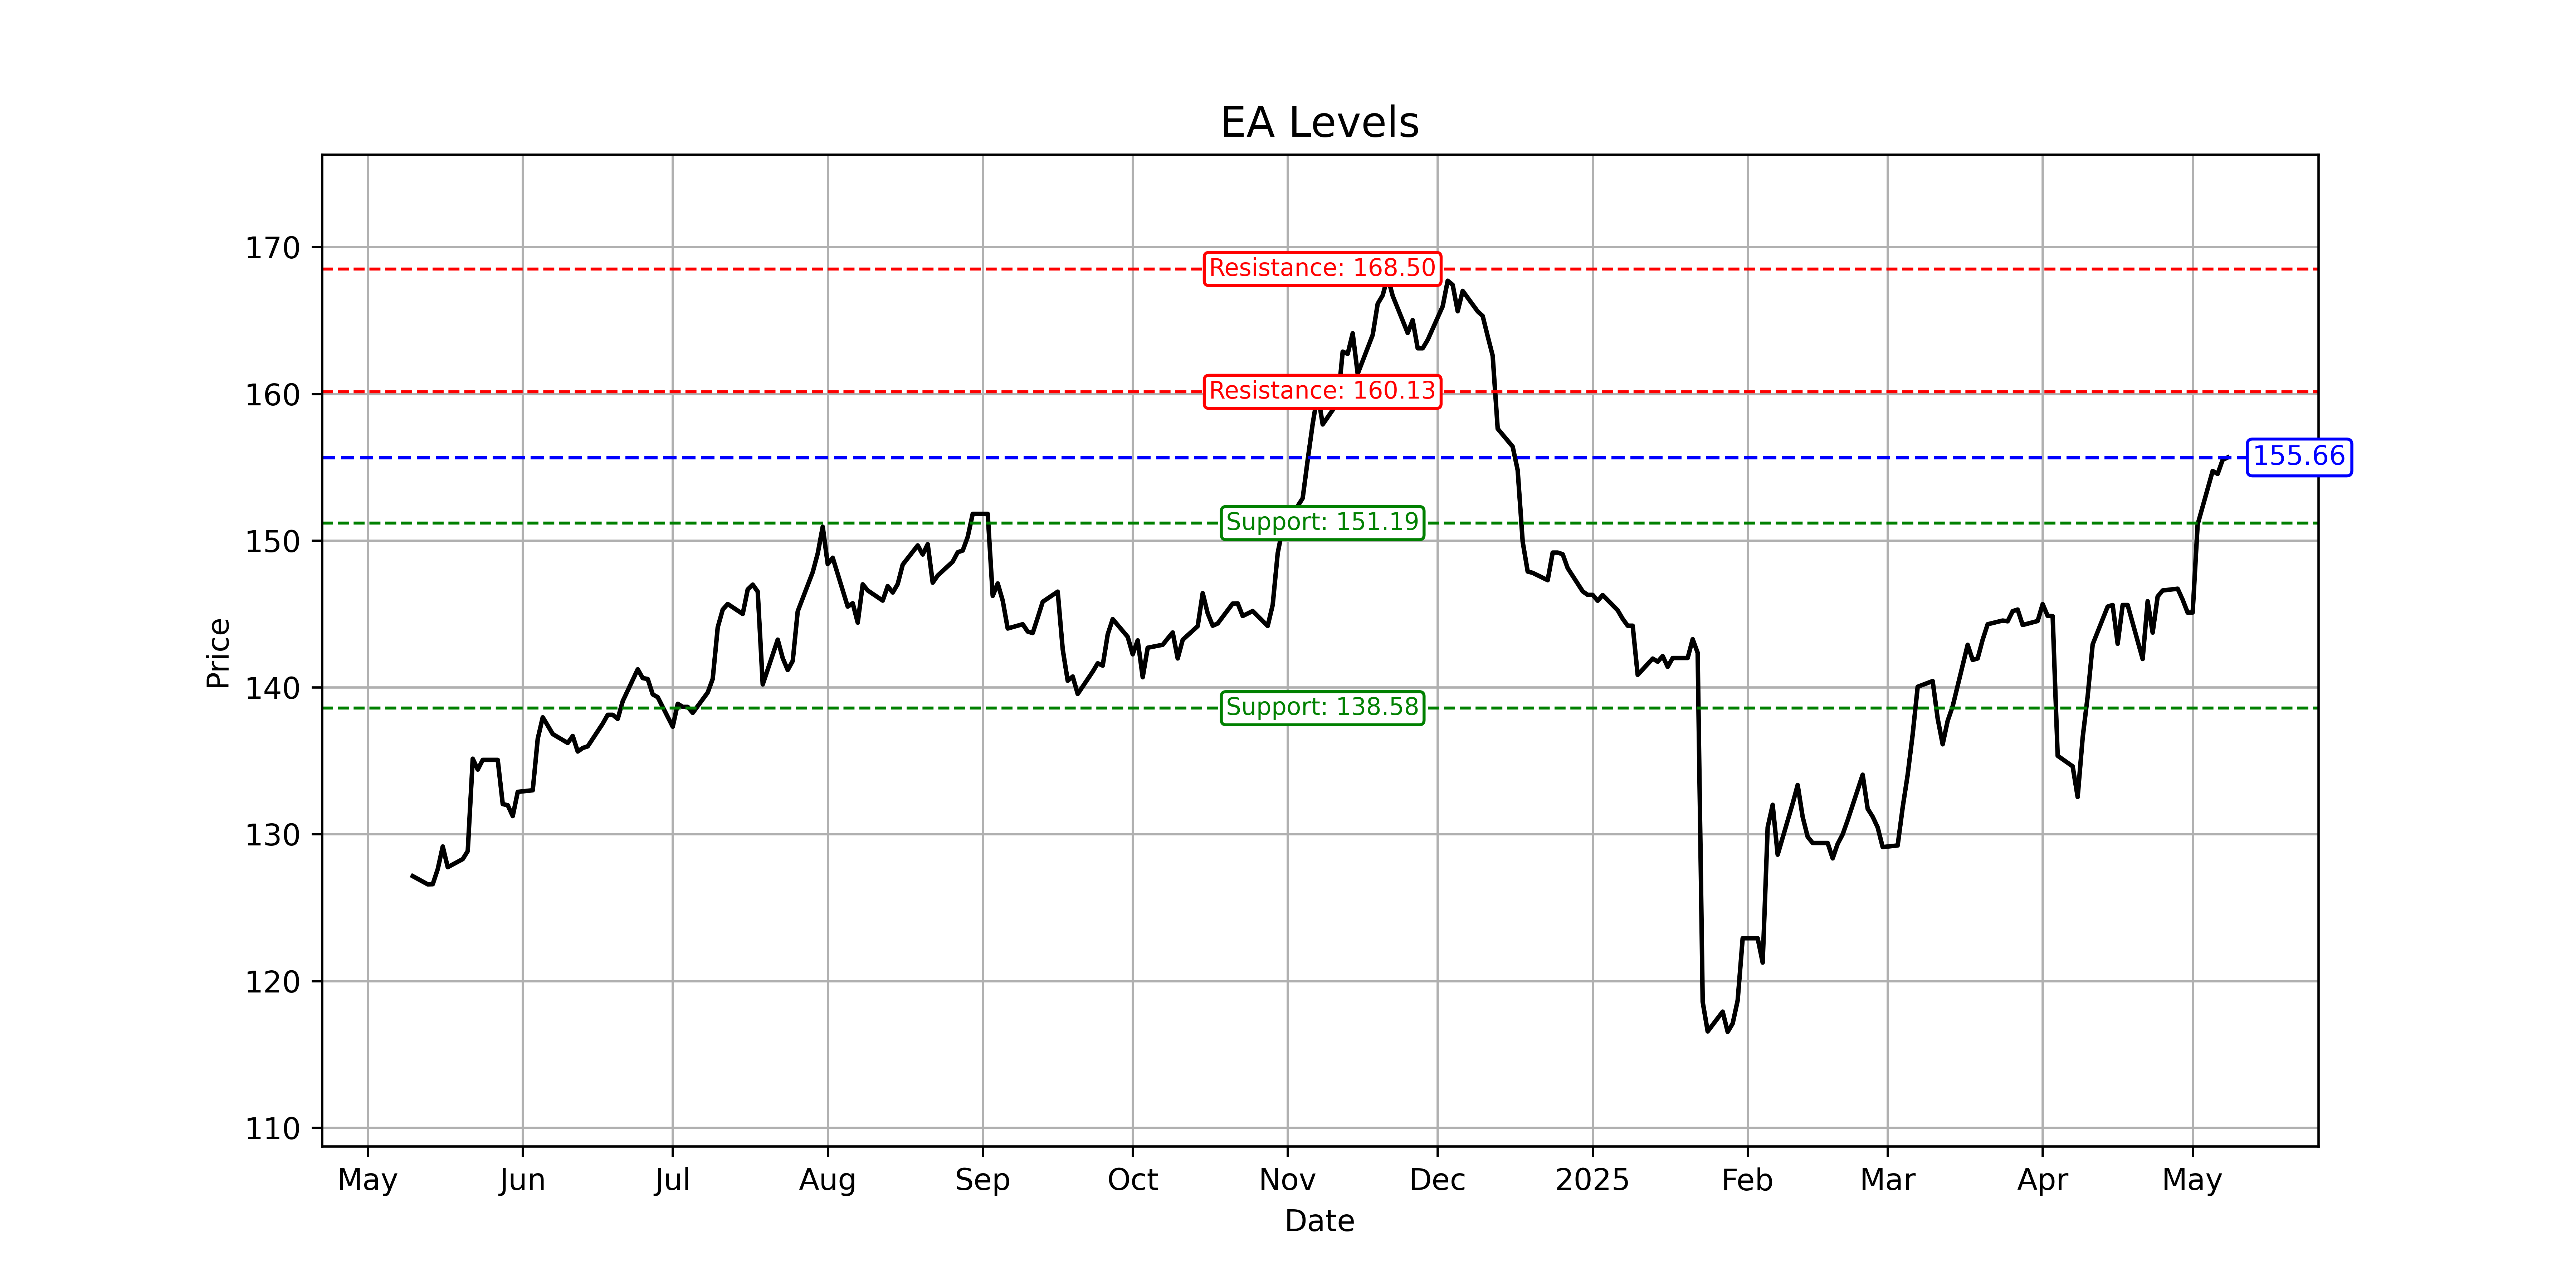 EA Levels
170
Resistance: 168.50
160
Resistance: 160.13
155.66
Support: 151.19
150
Price
140
Support: 138.58
130
120
110
May Jun Jul Aug Sep Oct Nov Dec 2025 Feb Mar Apr May
Date